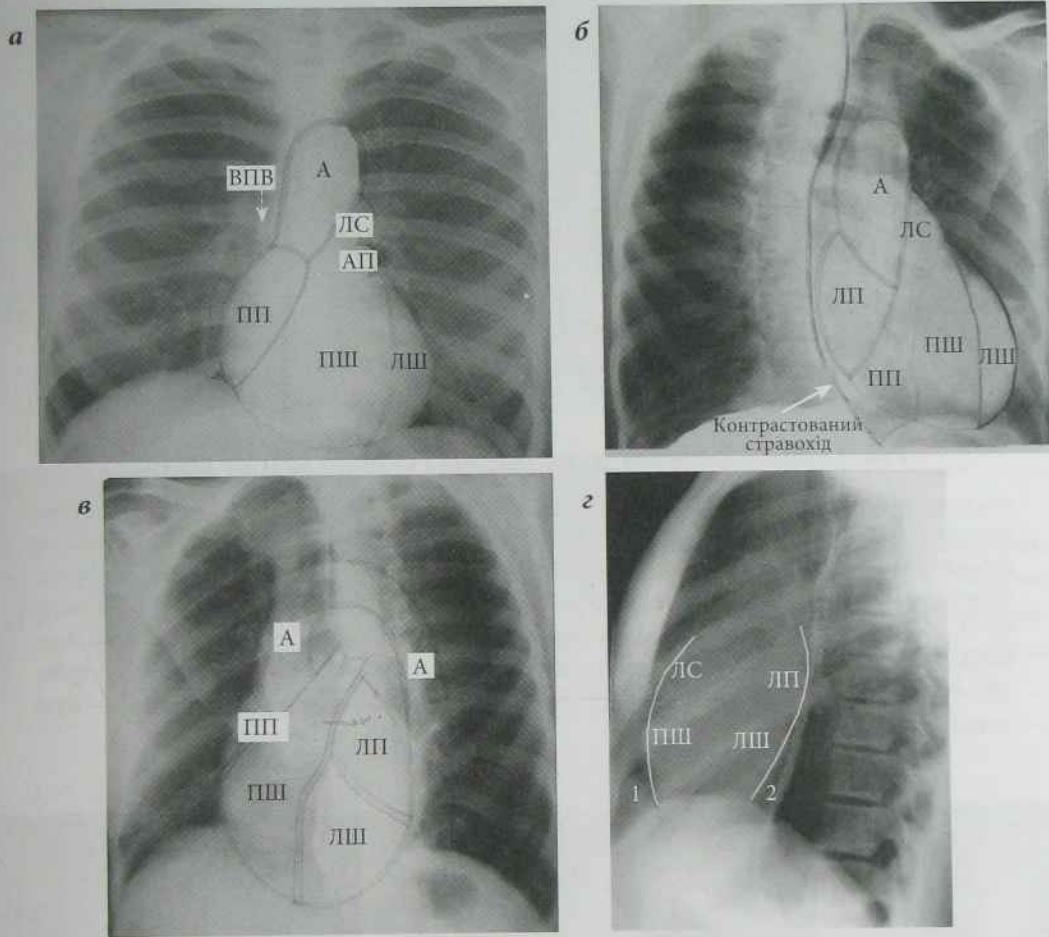 а
ВПВ
А
ЛС
АП
ПП
ПШ
ЛШ
б
А
ЛС
ЛП
ПШ
ЛШ
ПП
Контрастований
стравохід
в
А
А
ПП
ЛП
ПШ
ЛШ
г
ЛС
ЛП
ПШ
ЛШ
1
2